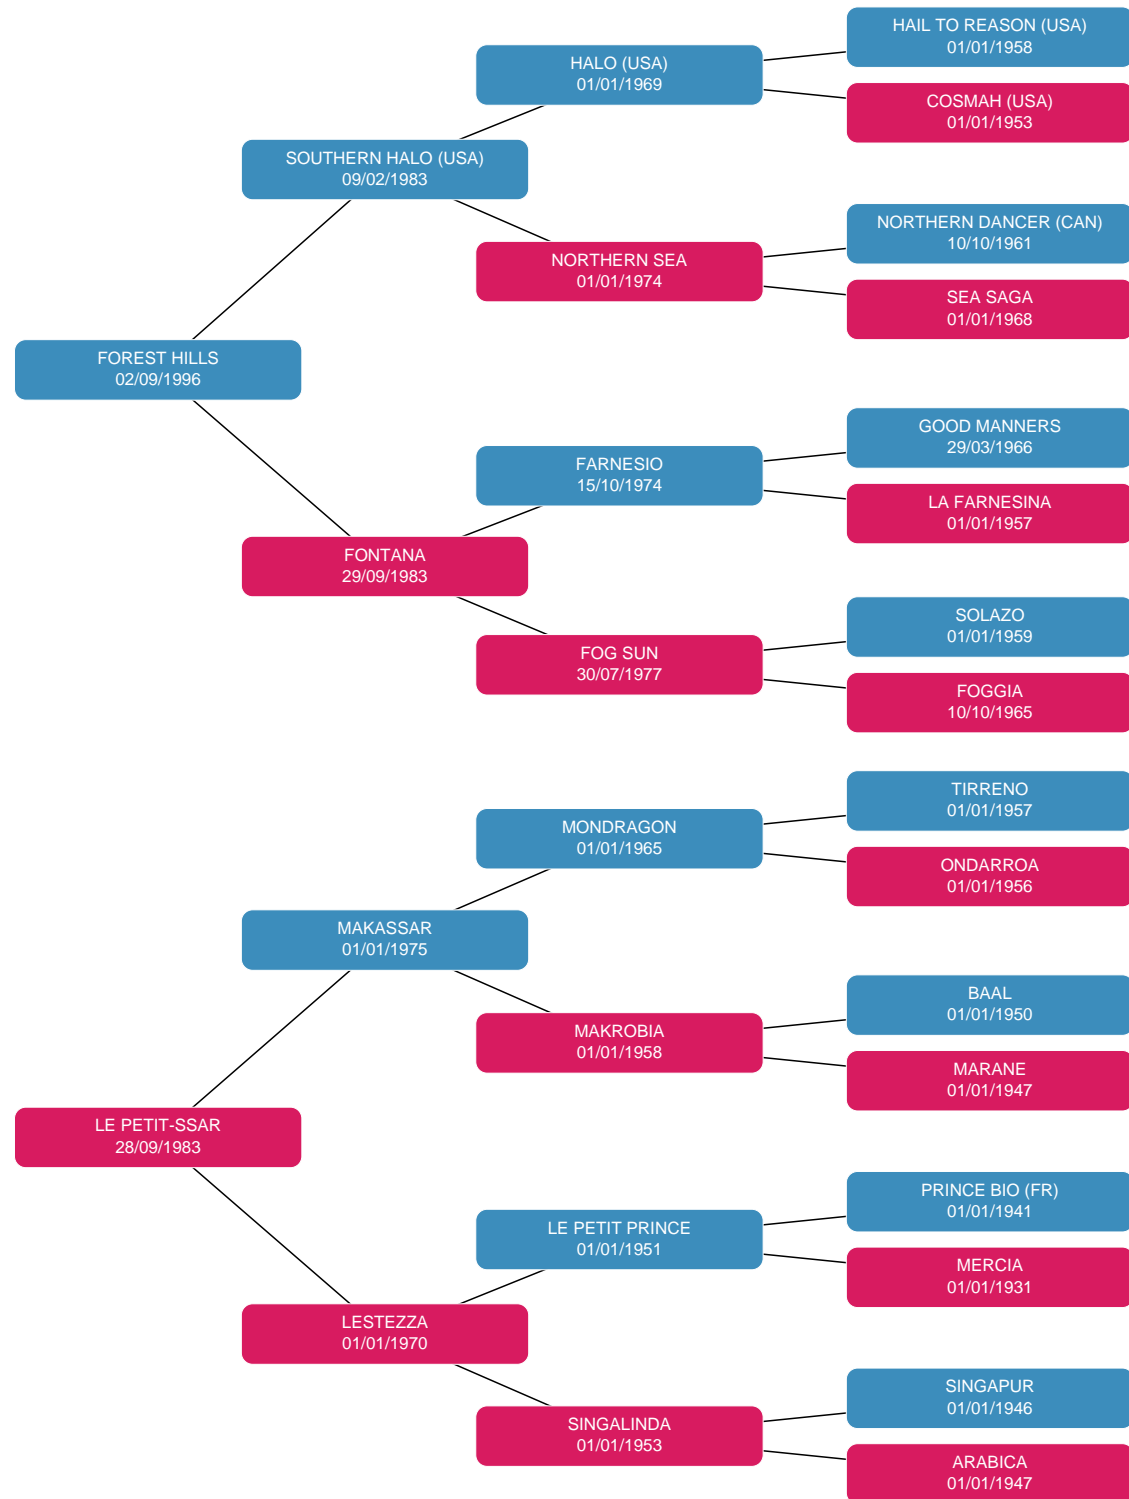 HAIL TO REASON (USA)
01/01/1958
HALO (USA)
01/01/1969
COSMAH (USA)
01/01/1953
SOUTHERN HALO (USA)
09/02/1983
NORTHERN DANCER (CAN)
10/10/1961
NORTHERN SEA
01/01/1974
SEA SAGA
01/01/1968
FOREST HILLS
02/09/1996
GOOD MANNERS
29/03/1966
FARNESIO
15/10/1974
LA FARNESINA
01/01/1957
FONTANA
29/09/1983
SOLAZO
01/01/1959
FOG SUN
30/07/1977
FOGGIA
10/10/1965
TIRRENO
01/01/1957
MONDRAGON
01/01/1965
ONDARROA
01/01/1956
MAKASSAR
01/01/1975
BAAL
01/01/1950
MAKROBIA
01/01/1958
MARANE
01/01/1947
LE PETIT-SSAR
28/09/1983
PRINCE BIO (FR)
01/01/1941
LE PETIT PRINCE
01/01/1951
MERCIA
01/01/1931
LESTEZZA
01/01/1970
SINGAPUR
01/01/1946
SINGALINDA
01/01/1953
ARABICA
01/01/1947